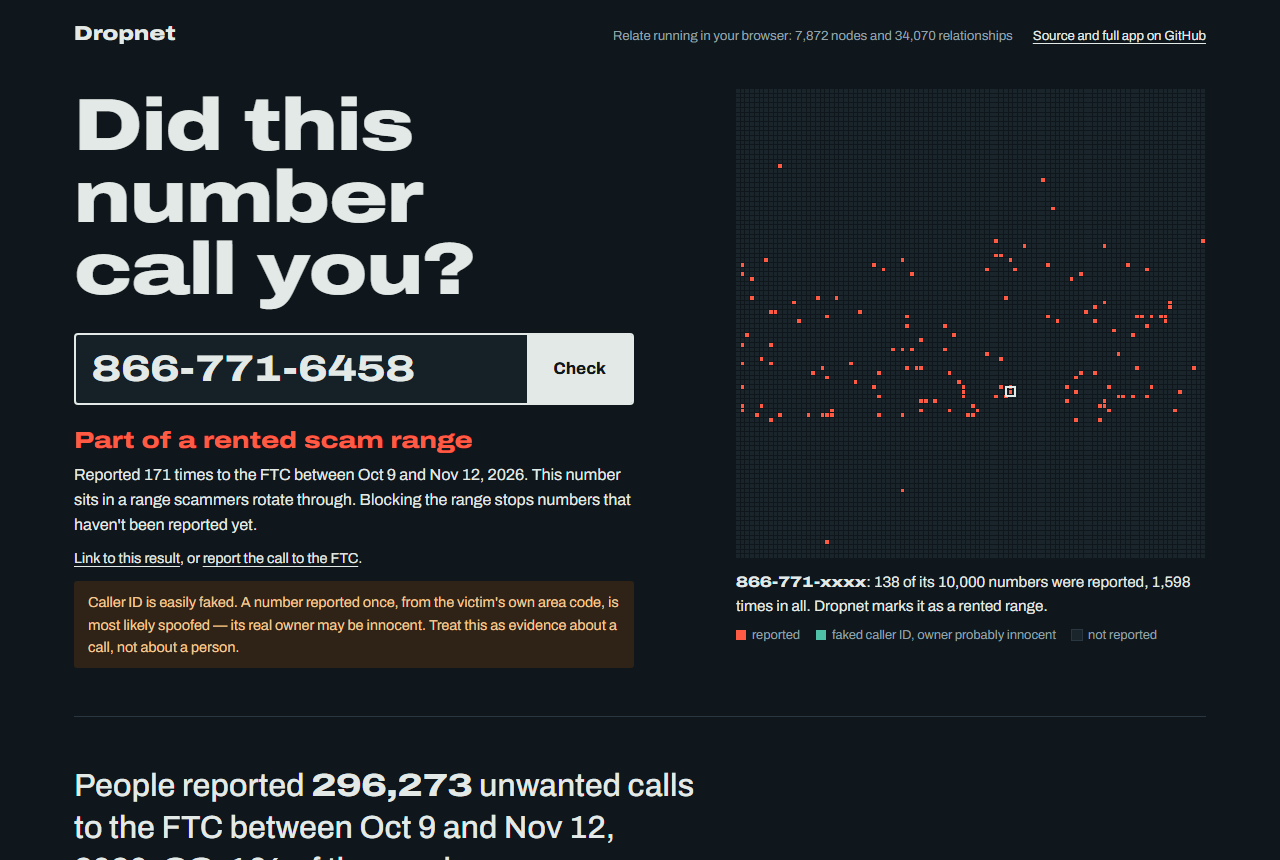 Dropnet
Relate running in your browser: 7,872 nodes and 34,070 relationships
Source and full app on GitHub
Did this
number
call you?
866-771-6458
Check
Part of a rented scam range
Reported 171 times to the FTC between Oct 9 and Nov 12, 2026. This number
sits in a range scammers rotate through. Blocking the range stops numbers that
haven't been reported yet.
Link to this result, or report the call to the FTC.
Caller ID is easily faked. A number reported once, from the victim's own area code, is
most likely spoofed — its real owner may be innocent. Treat this as evidence about a
call, not about a person.
866-771-xxxx: 138 of its 10,000 numbers were reported, 1,598
times in all. Dropnet marks it as a rented range.
reported
faked caller ID, owner probably innocent
not reported
People reported 296,273 unwanted calls
to the FTC between Oct 9 and Nov 12,